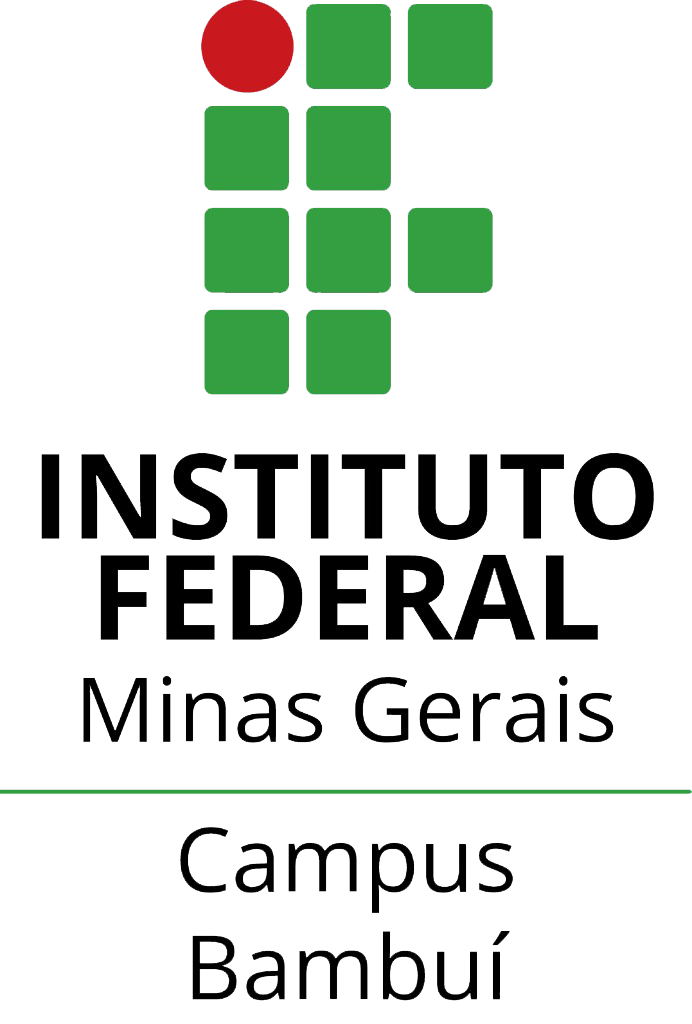 INSTITUTO
FEDERAL
Minas Gerais
Campus
Bambuí